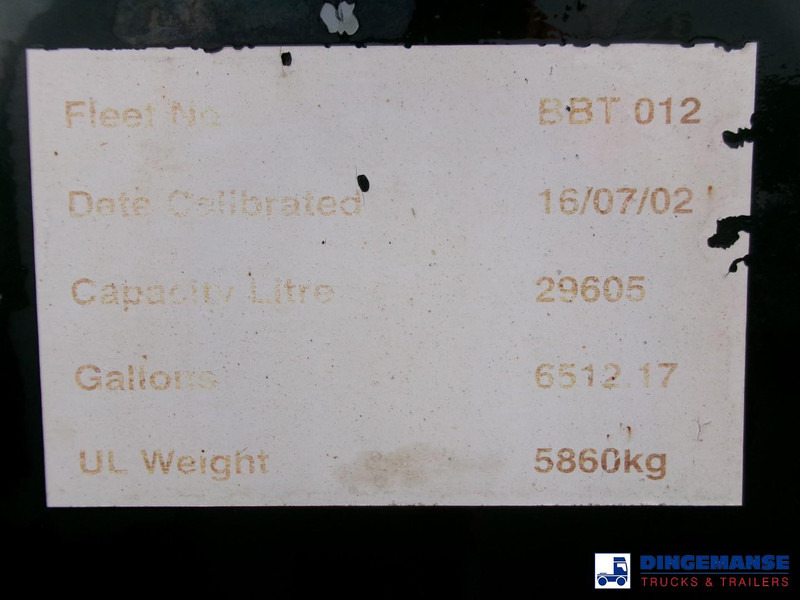 Fleet No BBT 012
Date Calibrated 16/07/02
Capacity Litre 29605
Gallons 6512.17
UL Weight 5860kg
DINGEMANSE
TRUCKS & TRAILERS